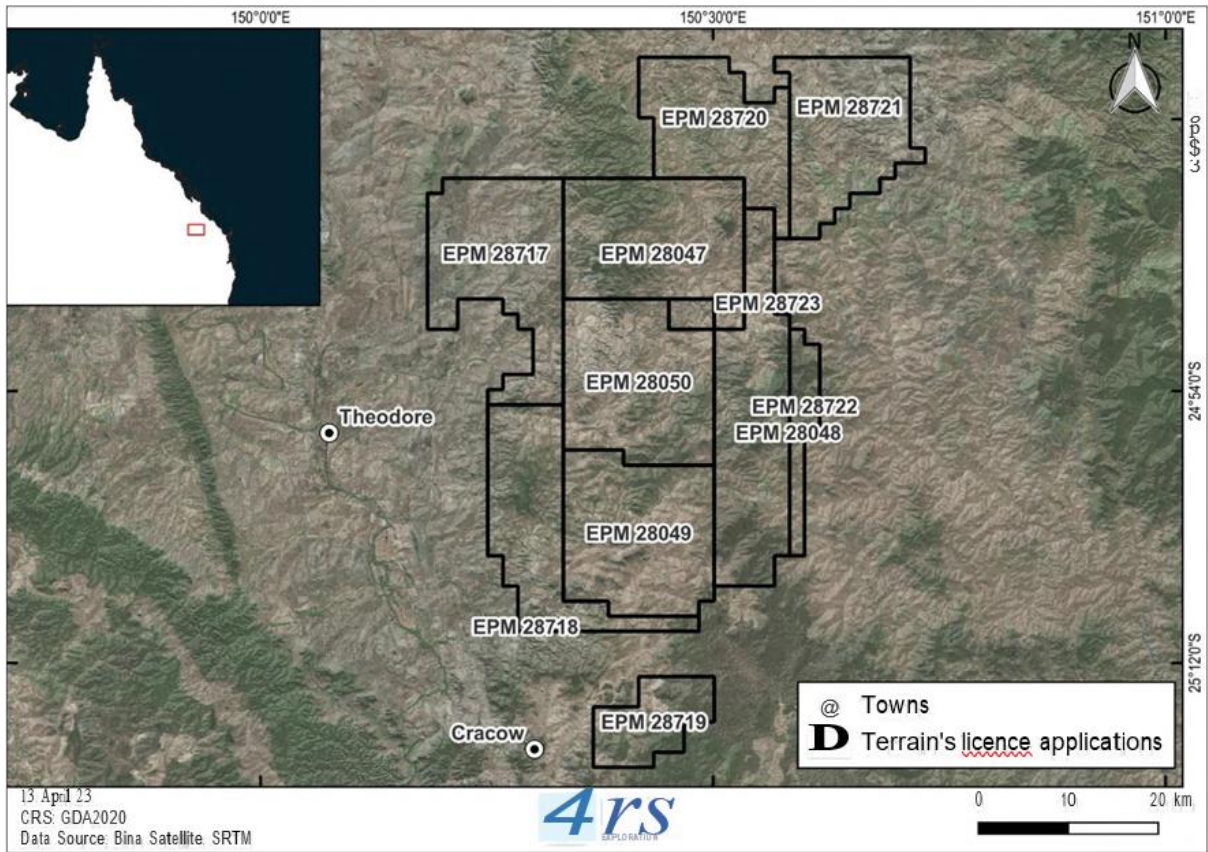 150°0'0"E
150°30'0"E
151°0'0"E
N
EPM 28720
EPM 28721
EPM 28717
EPM 28047
EPM 28723
EPM 28050
24°54'0"S
EPM 28722
Theodore
EPM 28048
EPM 28049
EPM 28718
25°12'0"S
EPM 28719
Cracow
@ Towns
D Terrain's licence applications
13 April 23
CRS: GDA2020
Data Source: Bina Satellite. SRTM
4rs
EXPLORATION
0 10 20 km